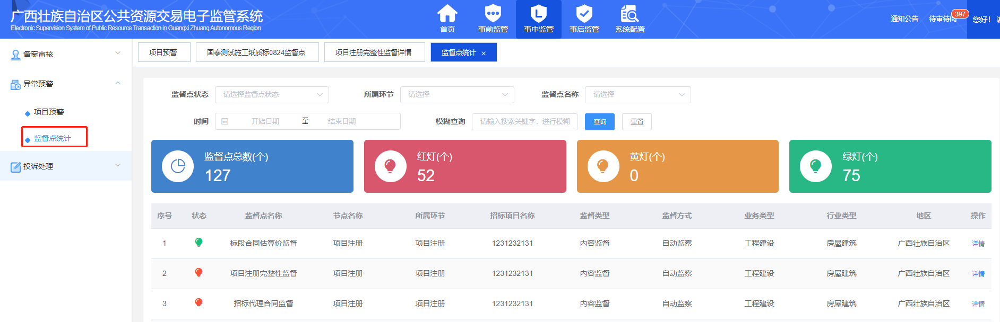 广西壮族自治区公共资源交易电子监管系统
Electronic Supervision System of Public Resource Transaction in Guangxi Zhuang Autonomous Region
首页
事前监管
事中监管
事后监管
系统配置
通知公告
待审待阅
397
您好！
备案审核
异常预警
项目预警
监督点统计
投诉处理
项目预警
国泰测试施工纸质标0824监督点
项目注册完整性监督详情
监督点统计 ×
监督点状态 请选择监督点状态
所属环节 请选择
监督点名称 请选择
时间 开始日期 至 结束日期
模糊查询 请输入搜索关键字，进行模糊
查询
重置
监督点总数(个)
127
红灯(个)
52
黄灯(个)
0
绿灯(个)
75
序号 状态 监督点名称 节点名称 所属环节 招标项目名称 监督类型 监督方式 业务类型 行业类型 地区 操作
1 标段合同估算价监督 项目注册 项目注册 1231232131 内容监督 自动监察 工程建设 房屋建筑 广西壮族自治区 详情
2 项目注册完整性监督 项目注册 项目注册 1231232131 内容监督 自动监察 工程建设 房屋建筑 广西壮族自治区 详情
3 招标代理合同监督 项目注册 项目注册 1231232131 内容监督 自动监察 工程建设 房屋建筑 广西壮族自治区 详情